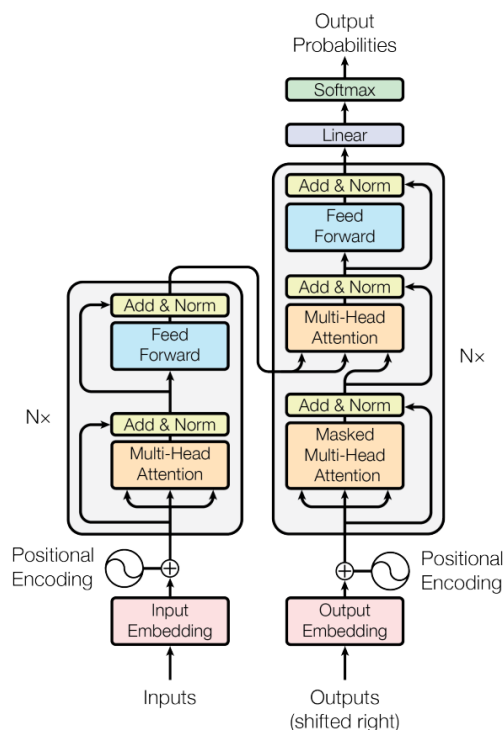 Output
Probabilities
Softmax
Linear
Add & Norm
Feed
Forward
Add & Norm
Multi-Head
Attention
Add & Norm
Masked
Multi-Head
Attention
N×
Positional
Encoding
Output
Embedding
Outputs
(shifted right)
Add & Norm
Feed
Forward
Add & Norm
Multi-Head
Attention
N×
Positional
Encoding
Input
Embedding
Inputs